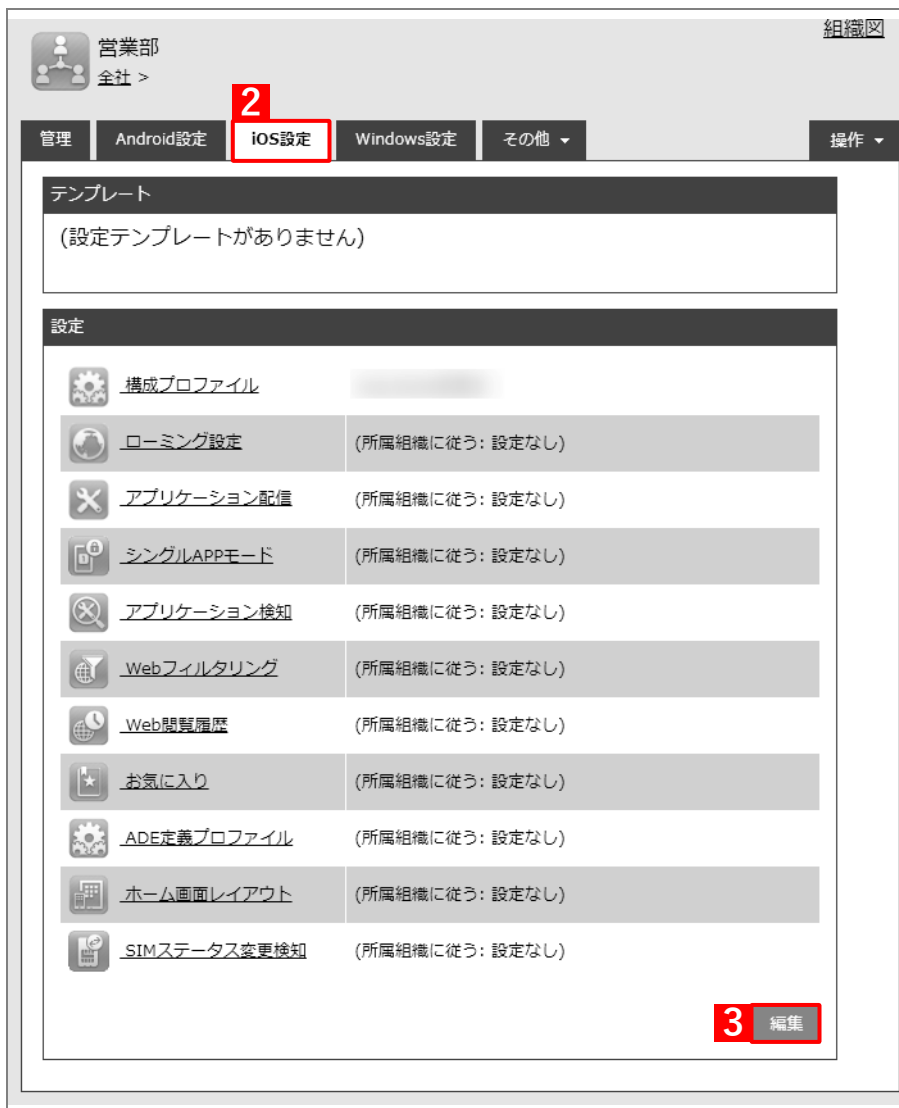 組織図
営業部
全社 >
2
管理 Android設定 iOS設定 Windows設定 その他 操作
テンプレート
(設定テンプレートがありません)
設定
構成プロファイル
ローミング設定 (所属組織に従う: 設定なし)
アプリケーション配信 (所属組織に従う: 設定なし)
シングルAPPモード (所属組織に従う: 設定なし)
アプリケーション検知 (所属組織に従う: 設定なし)
Webフィルタリング (所属組織に従う: 設定なし)
Web閲覧履歴 (所属組織に従う: 設定なし)
お気に入り (所属組織に従う: 設定なし)
ADE定義プロファイル (所属組織に従う: 設定なし)
ホーム画面レイアウト (所属組織に従う: 設定なし)
SIMステータス変更検知 (所属組織に従う: 設定なし)
3 編集